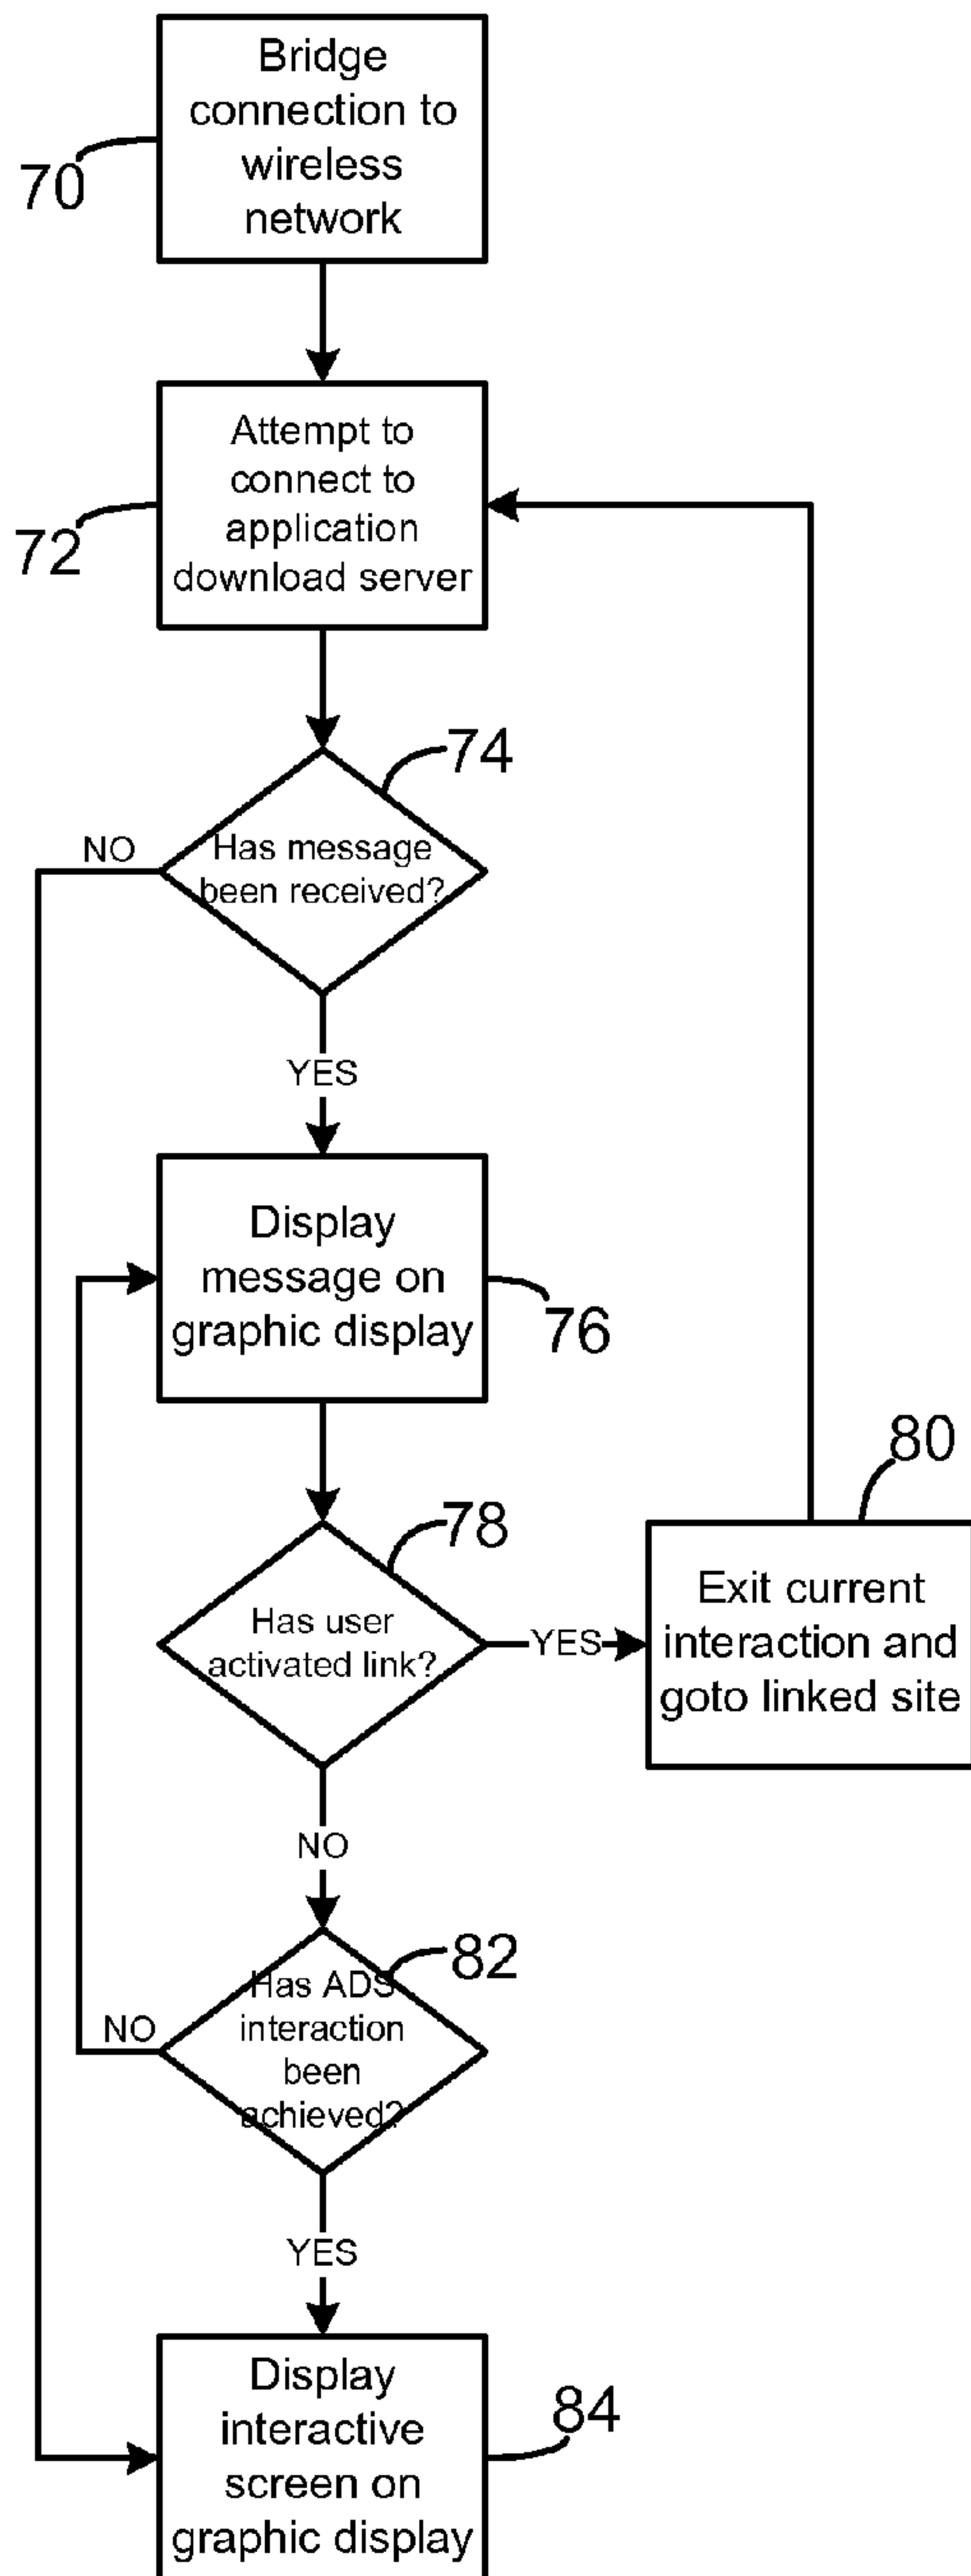 Bridge
connection to
wireless
network
70
Attempt to
connect to
application
download server
72
74
NO
Has message
been received?
YES
Display
message on
graphic display
76
80
78
Has user
activated link?
YES
Exit current
interaction and
goto linked site
NO
82
Has ADS
interaction
been
achieved?
NO
YES
Display
interactive
screen on
graphic display
84